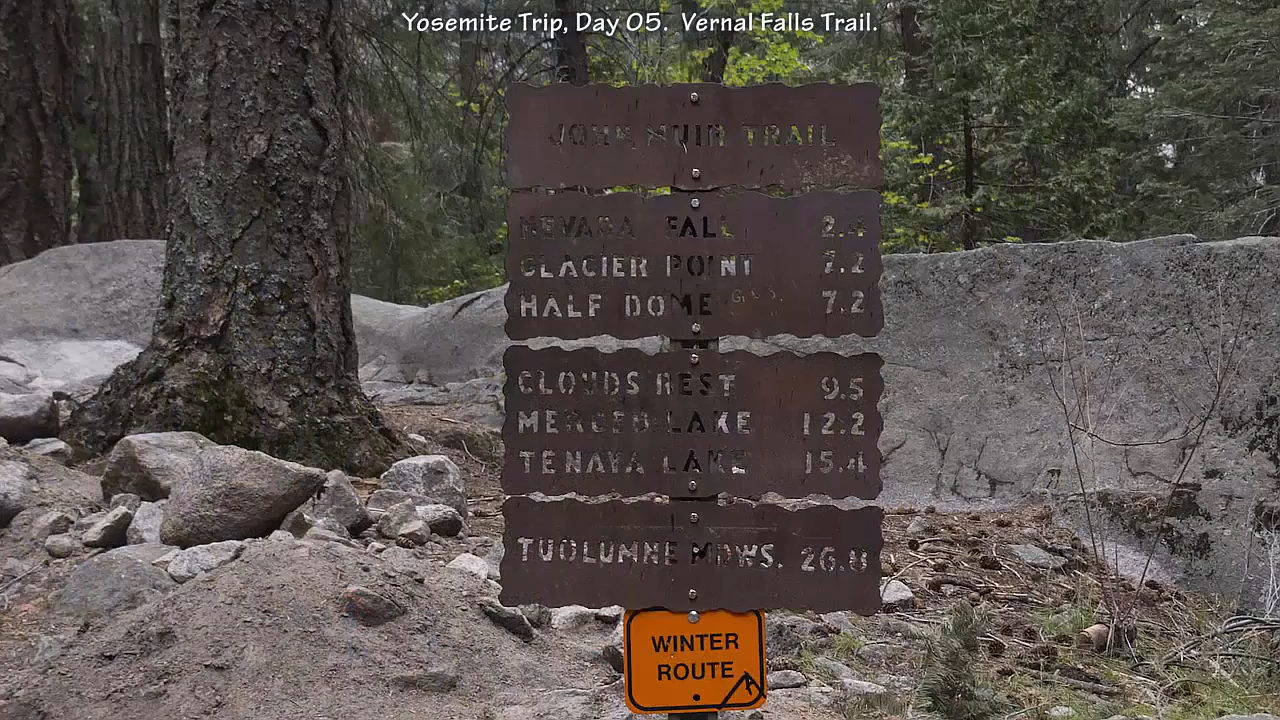 Yosemite Trip, Day 05. Vernal Falls Trail.
JOHN MUIR TRAIL
NEVADA FALL 2.4
GLACIER POINT 7.2
HALF DOME 7.2
CLOUDS REST 9.5
MERCED LAKE 12.2
TENAYA LAKE 15.4
TUOLUMNE MDWS. 26.8
WINTER
ROUTE